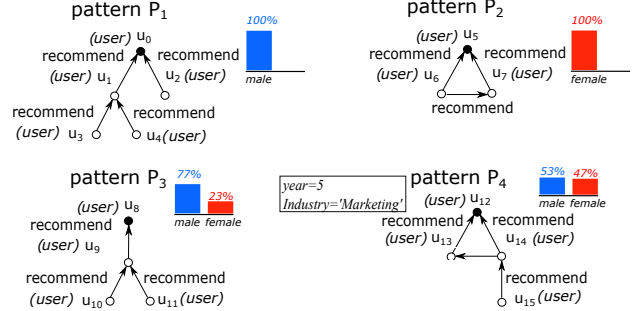 pattern P1
100%
(user) u0
recommend recommend
(user) u1 u2 (user)
male
recommend recommend
(user) u3 u4(user)
pattern P2
100%
(user) u5
recommend recommend
(user) u6 u7 (user)
female
recommend
pattern P3
77%
23%
(user) u8
male female
recommend
(user) u9
recommend recommend
(user) u10 u11(user)
year=5
Industry='Marketing'
pattern P4
53% 47%
(user) u12
male female
recommend recommend
(user) u13 u14 (user)
recommend
u15 (user)